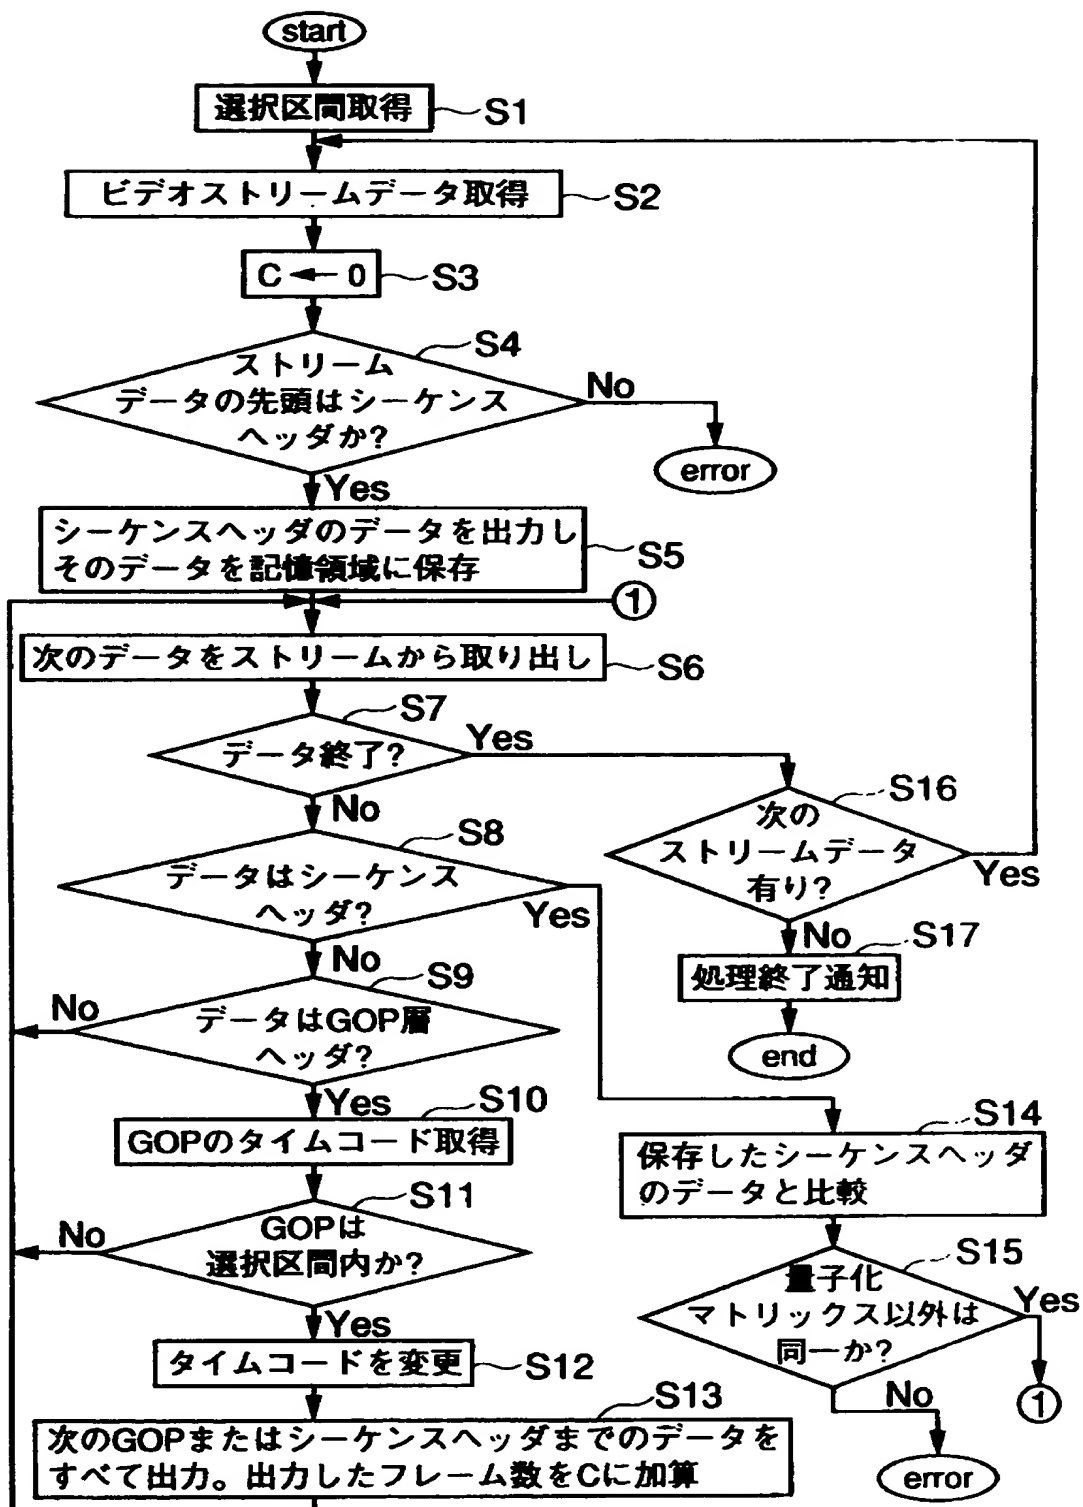 start
選択区間取得
S1
ビデオストリームデータ取得
S2
C ← 0
S3
S4
ストリーム
データの先頭はシーケンス
ヘッダか?
No
error
Yes
シーケンスヘッダのデータを出力し
そのデータを記憶領域に保存
S5
1
次のデータをストリームから取り出し
S6
S7
データ終了?
Yes
No
S16
次の
ストリームデータ
有り?
Yes
No
S17
処理終了通知
end
S8
データはシーケンス
ヘッダ?
Yes
No
S9
データはGOP層
ヘッダ?
No
Yes
S10
GOPのタイムコード取得
S11
GOPは
選択区間内か?
No
Yes
タイムコードを変更
S12
S13
次のGOPまたはシーケンスヘッダまでのデータを
すべて出力。出力したフレーム数をCに加算
S14
保存したシーケンスヘッダ
のデータと比較
S15
量子化
マトリックス以外は
同一か?
Yes
1
No
error